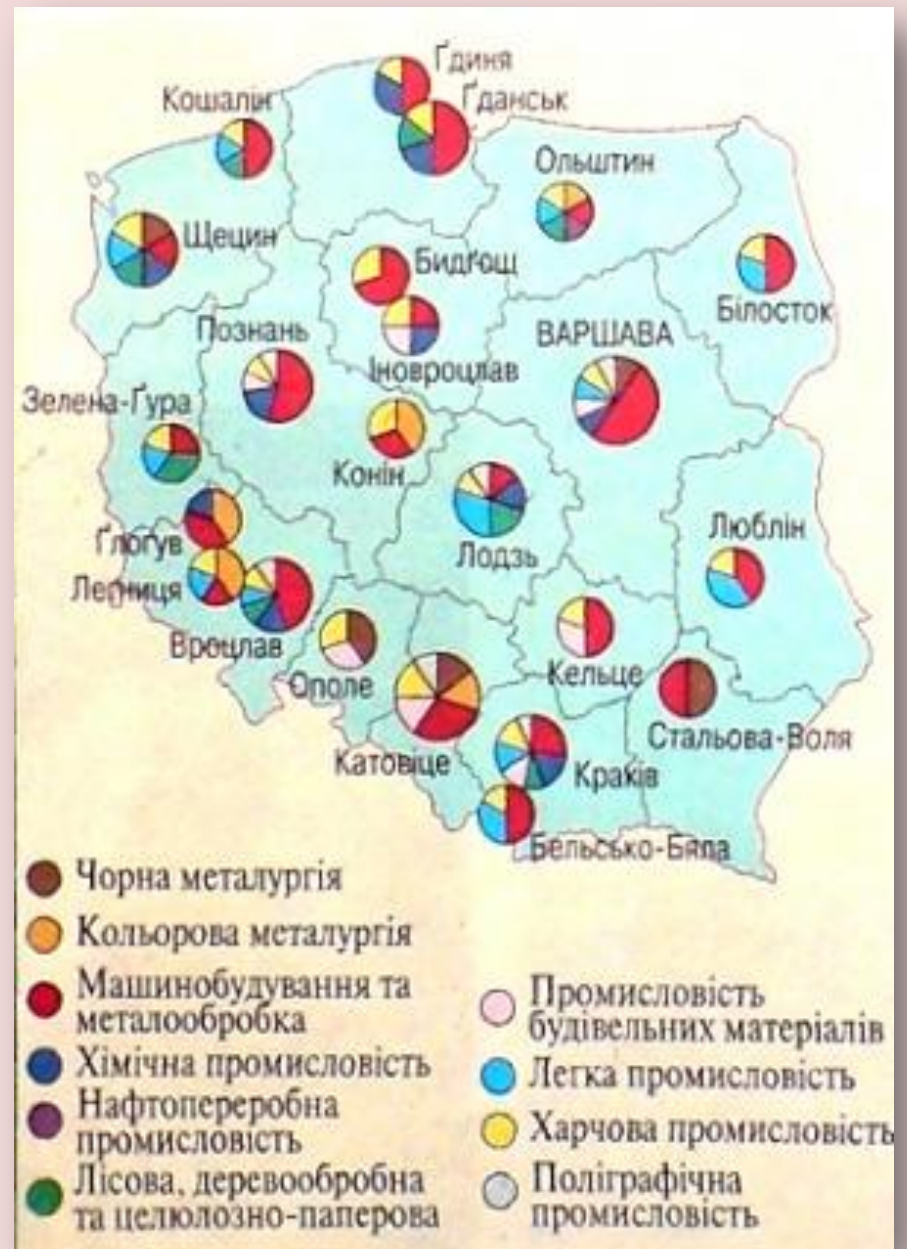 Ґдиня
Ґданськ
Кошалін
Ольштин
Щецин
Бидґощ
Білосток
Познань
ВАРШАВА
Іновроцлав
Зелена-Ґура
Конін
Люблін
Ґлоґув
Лодзь
Леґниця
Вроцлав
Кельце
Ополе
Стальова-Воля
Катовіце
Краків
Бельсько-Бяла
Чорна металургія
Кольорова металургія
Машинобудування та
металообробка
Хімічна промисловість
Нафтопереробна
промисловість
Лісова, деревообробна
та целюлозно-паперова
Промисловість
будівельних матеріалів
Легка промисловість
Харчова промисловість
Поліграфічна
промисловість